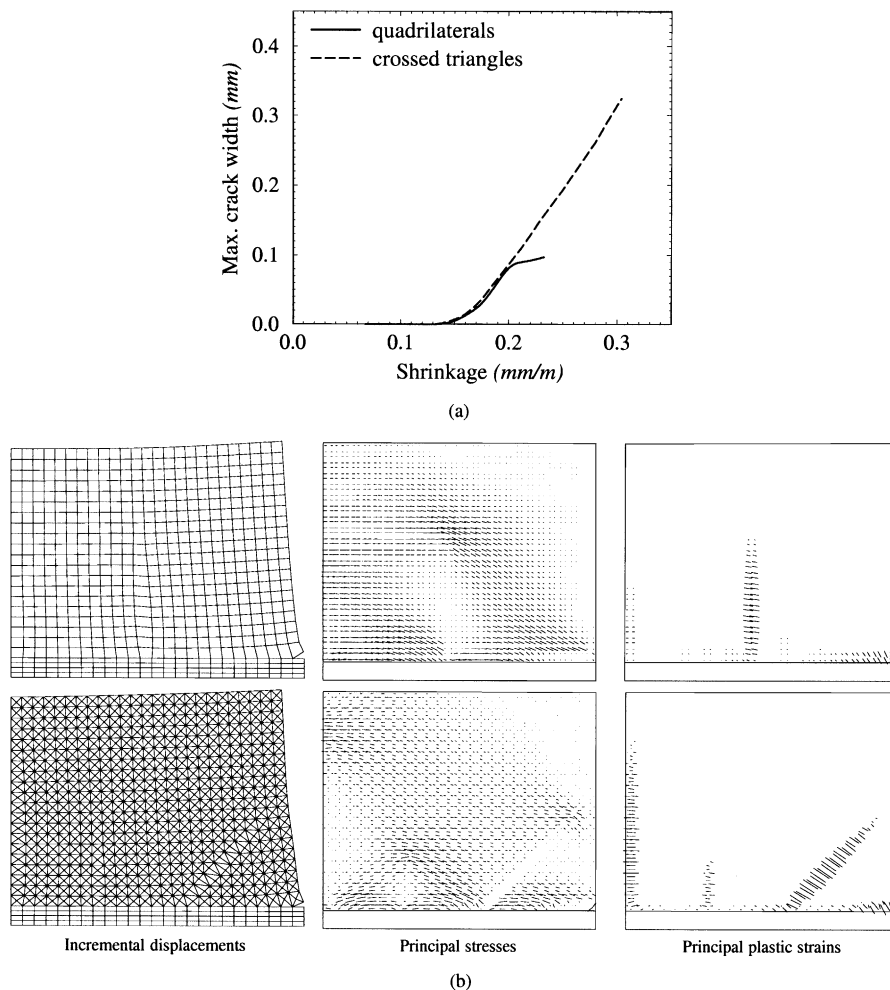 quadrilaterals
crossed triangles
0.4
0.3
0.2
0.1
0.0
Max. crack width (mm)
0.0
0.1
0.2
0.3
Shrinkage (mm/m)
(a)
Incremental displacements
Principal stresses
Principal plastic strains
(b)